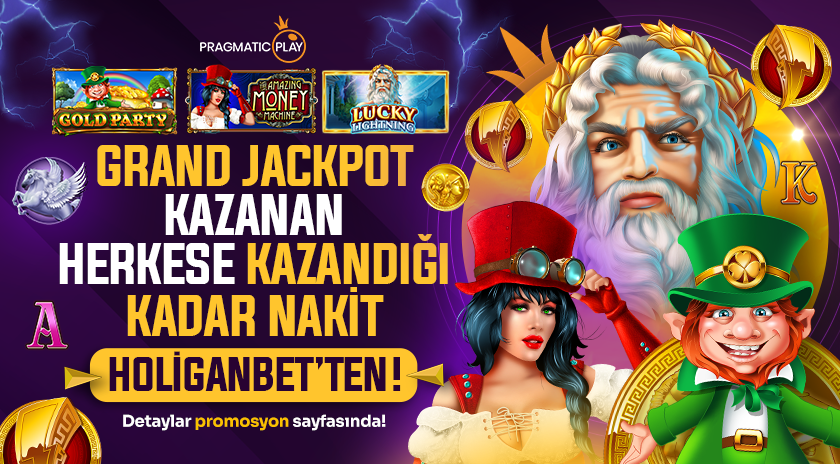 PRAGMATIC PLAY
GOLD PARTY
THE AMAZING
MONEY
MACHINE
LUCKY
LIGHTNING
GRAND JACKPOT
KAZANAN
HERKESE KAZANDIĞI
KADAR NAKİT
HOLİGANBET'TEN!
Detaylar promosyon sayfasında!
K
A